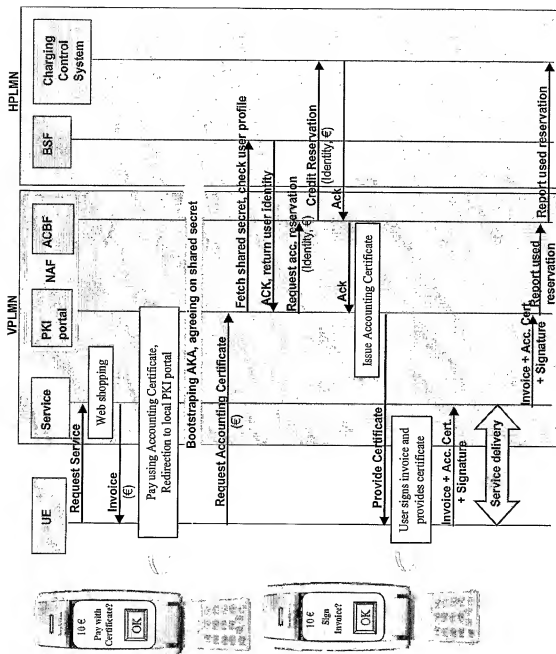 VPLMN
HPLMN
UE
Service
PKI
portal
NAF
ACBF
BSF
Charging
Control
System
Request Service
Web shopping
Invoice
(€)
Pay using Accounting Certificate,
Redirection to local PKI portal
Bootstraping AKA, agreeing on shared secret
Request Accounting Certificate
(€)
Fetch shared secret, check user profile
ACK, return user identity
Request acc. reservation
(Identity, €)
Credit Reservation
(Identity, €)
Ack
Ack
Issue Accounting Certificate
Provide Certificate
User signs invoice and
provides certificate
Invoice + Acc. Cert.
+ Signature
Service delivery
Invoice + Acc. Cert.
+ Signature
Report used
reservation
Report used reservation
10 €
Pay with
Certificate?
OK
10 €
Sign
Invoice?
OK